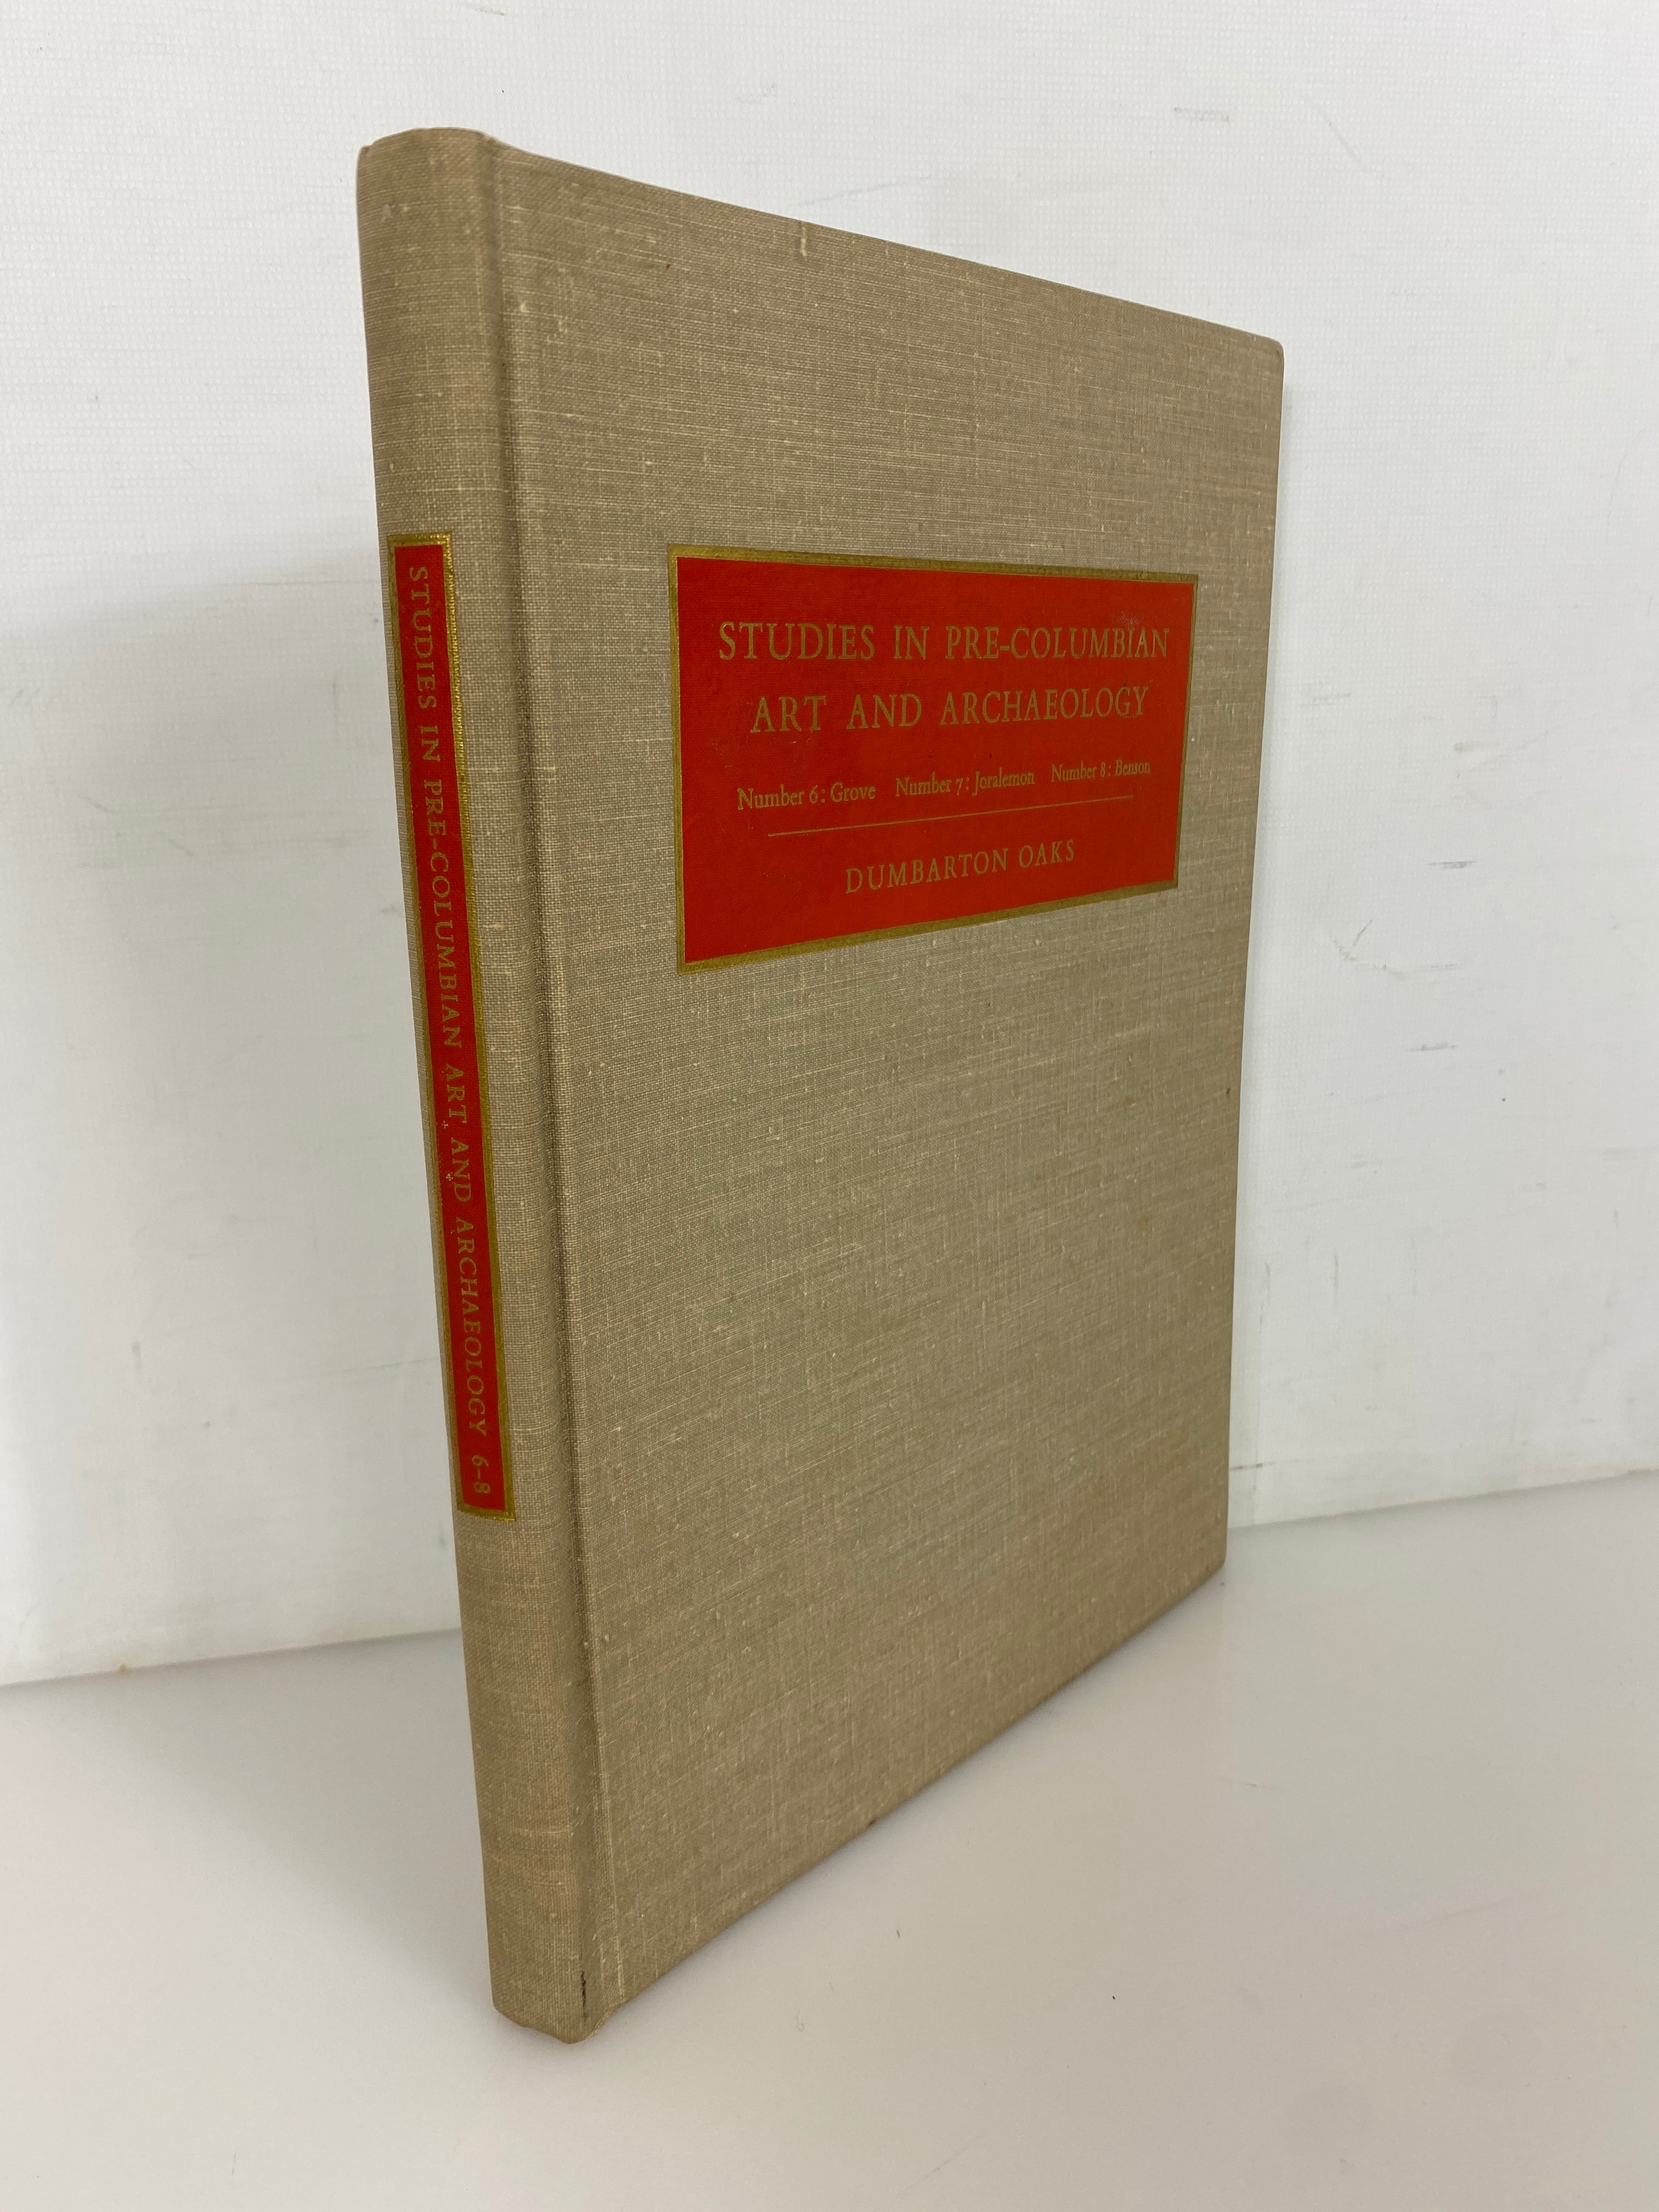 STUDIES IN PRE-COLUMBIAN ART AND ARCHAEOLOGY 6-8
STUDIES IN PRE-COLUMBIAN
ART AND ARCHAEOLOGY
Number 6: Grove Number 7: Joralemon Number 8: Benson
DUMBARTON OAKS